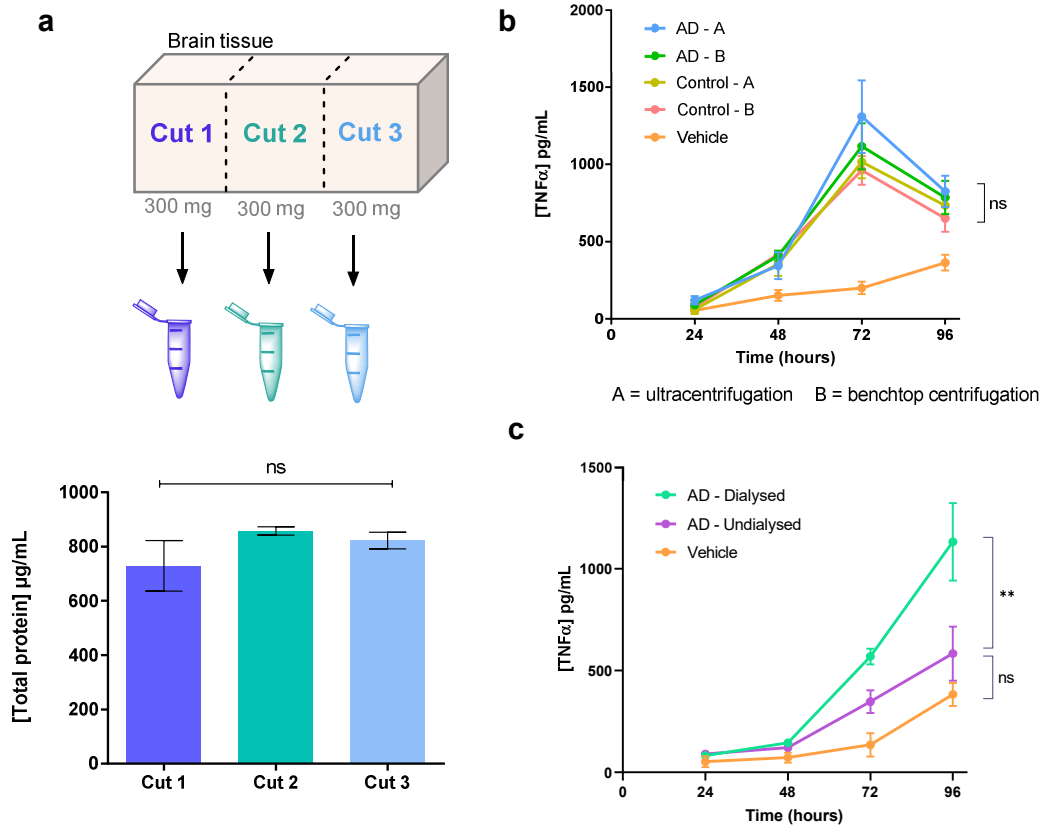 a
Brain tissue
Cut 1 Cut 2 Cut 3
300 mg 300 mg 300 mg
ns
[Total protein] μg/mL
1000
800
600
400
200
0
Cut 1 Cut 2 Cut 3
b
[TNFα] pg/mL
2000
1500
1000
500
0
AD - A
AD - B
Control - A
Control - B
Vehicle
ns
0 24 48 72 96
Time (hours)
A = ultracentrifugation B = benchtop centrifugation
c
[TNFα] pg/mL
1500
1000
500
0
AD - Dialysed
AD - Undialysed
Vehicle
**
ns
0 24 48 72 96
Time (hours)